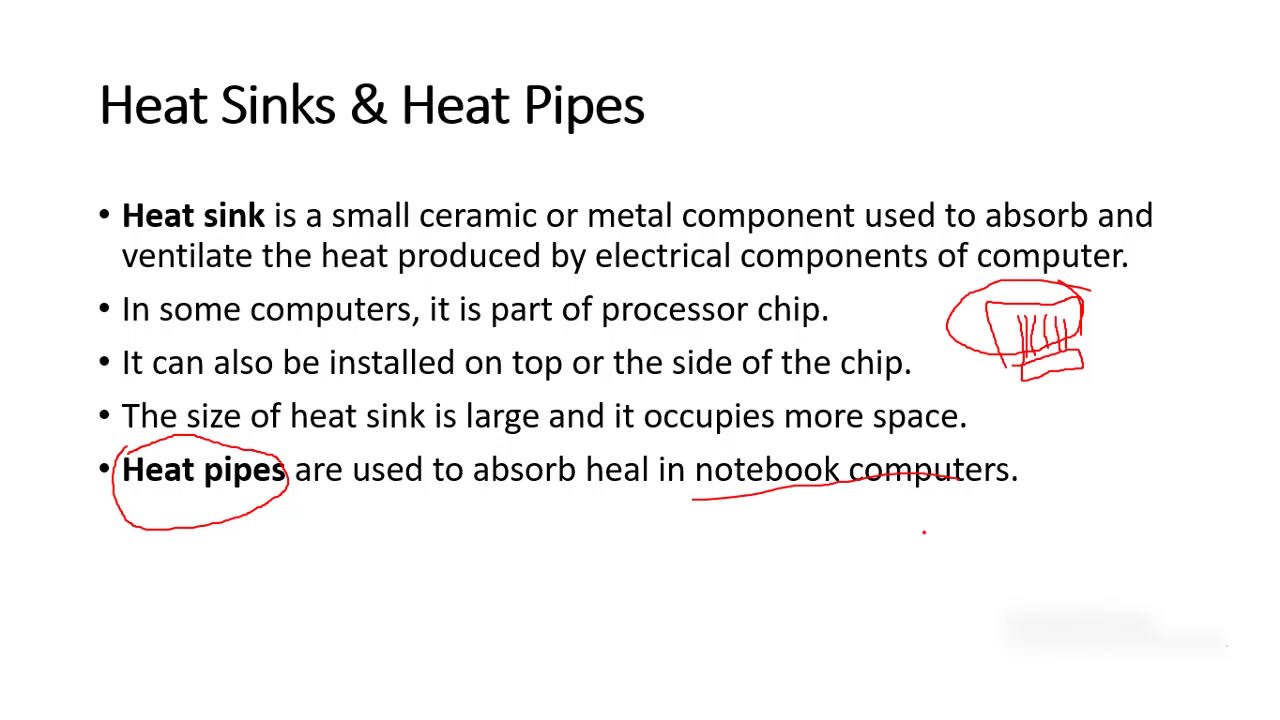 Heat Sinks & Heat Pipes
• Heat sink is a small ceramic or metal component used to absorb and
ventilate the heat produced by electrical components of computer.
• In some computers, it is part of processor chip.
• It can also be installed on top or the side of the chip.
• The size of heat sink is large and it occupies more space.
• Heat pipes are used to absorb heal in notebook computers.